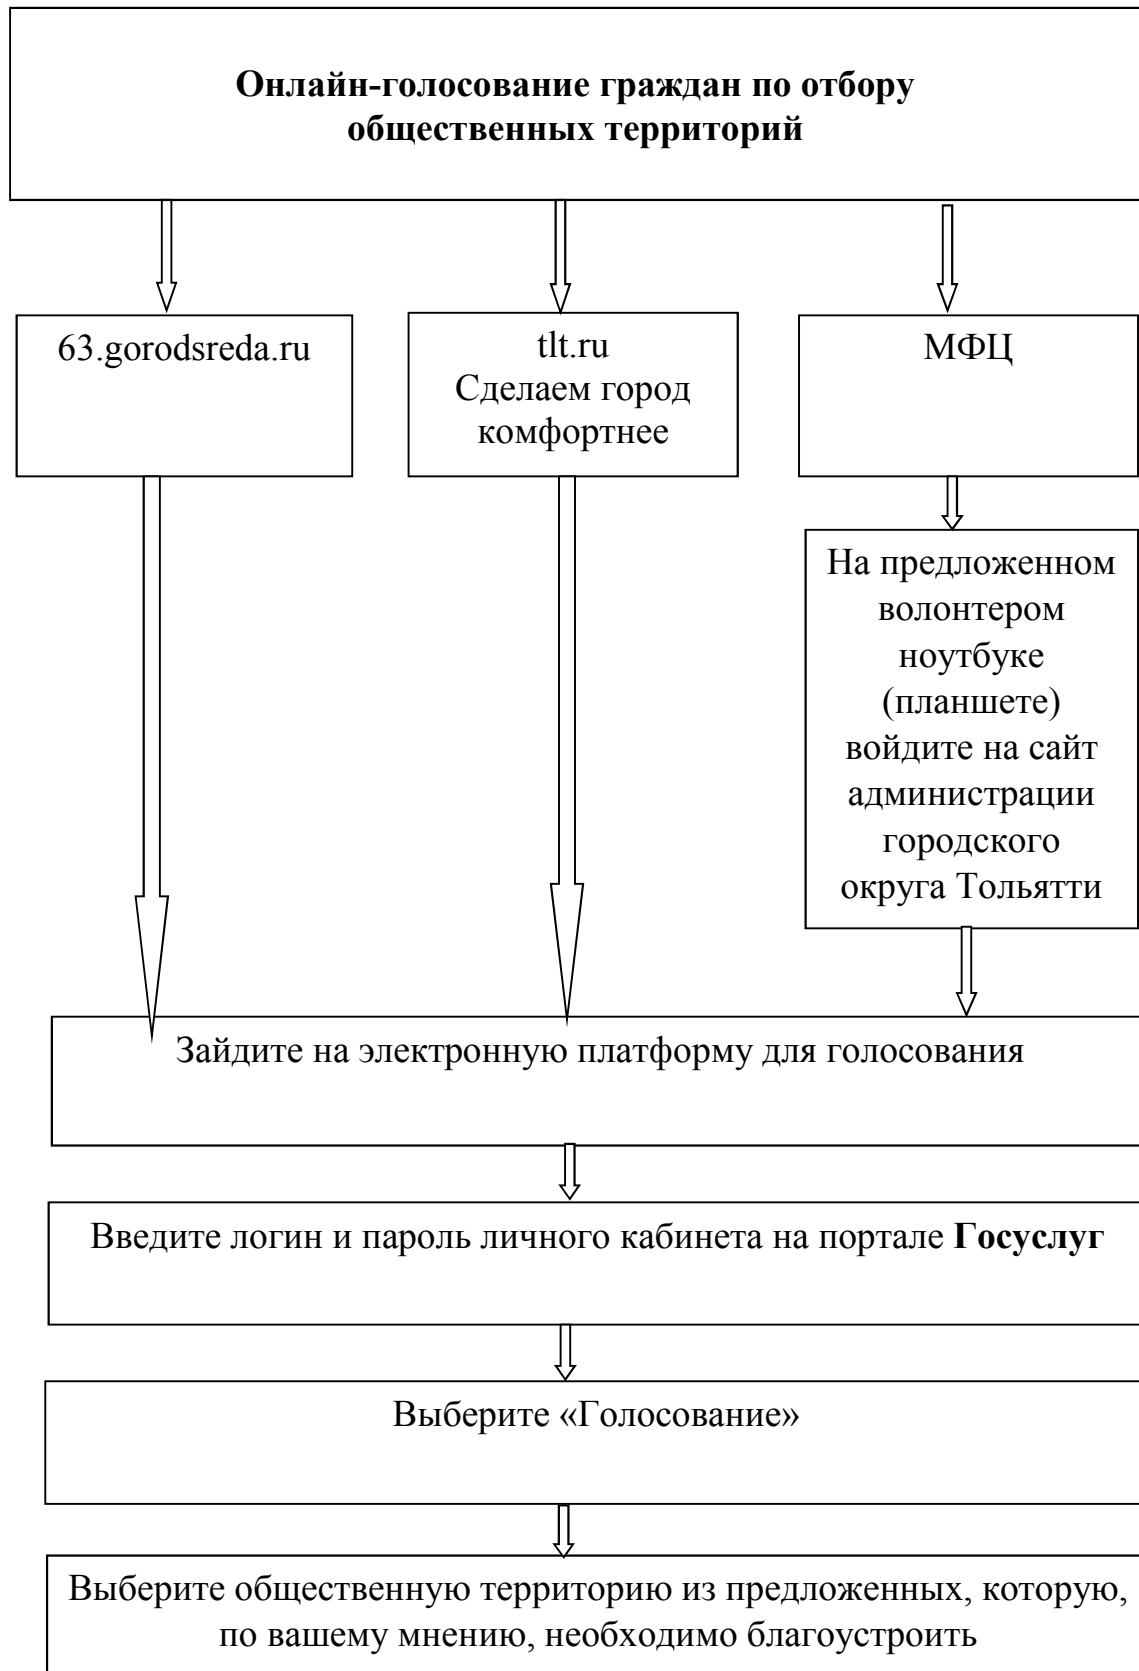 Онлайн-голосование граждан по отбору
общественных территорий
63.gorodsreda.ru
tlt.ru
Сделаем город
комфортнее
МФЦ
На предложенном
волонтером
ноутбуке
(планшете)
войдите на сайт
администрации
городского
округа Тольятти
Зайдите на электронную платформу для голосования
Введите логин и пароль личного кабинета на портале Госуслуг
Выберите «Голосование»
Выберите общественную территорию из предложенных, которую,
по вашему мнению, необходимо благоустроить